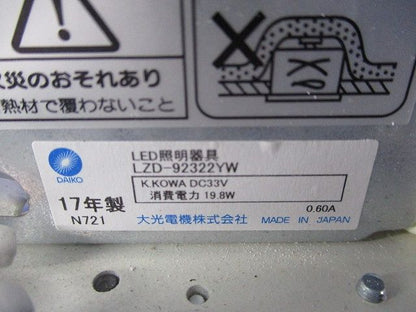 災のおそれあり
熱材で覆わないこと
DAIKO
LED照明器具
LZD-92322YW
K.KOWA DC33V
消費電力 19.8W
0.60A
17年製
N721
大光電機株式会社 MADE IN JAPAN